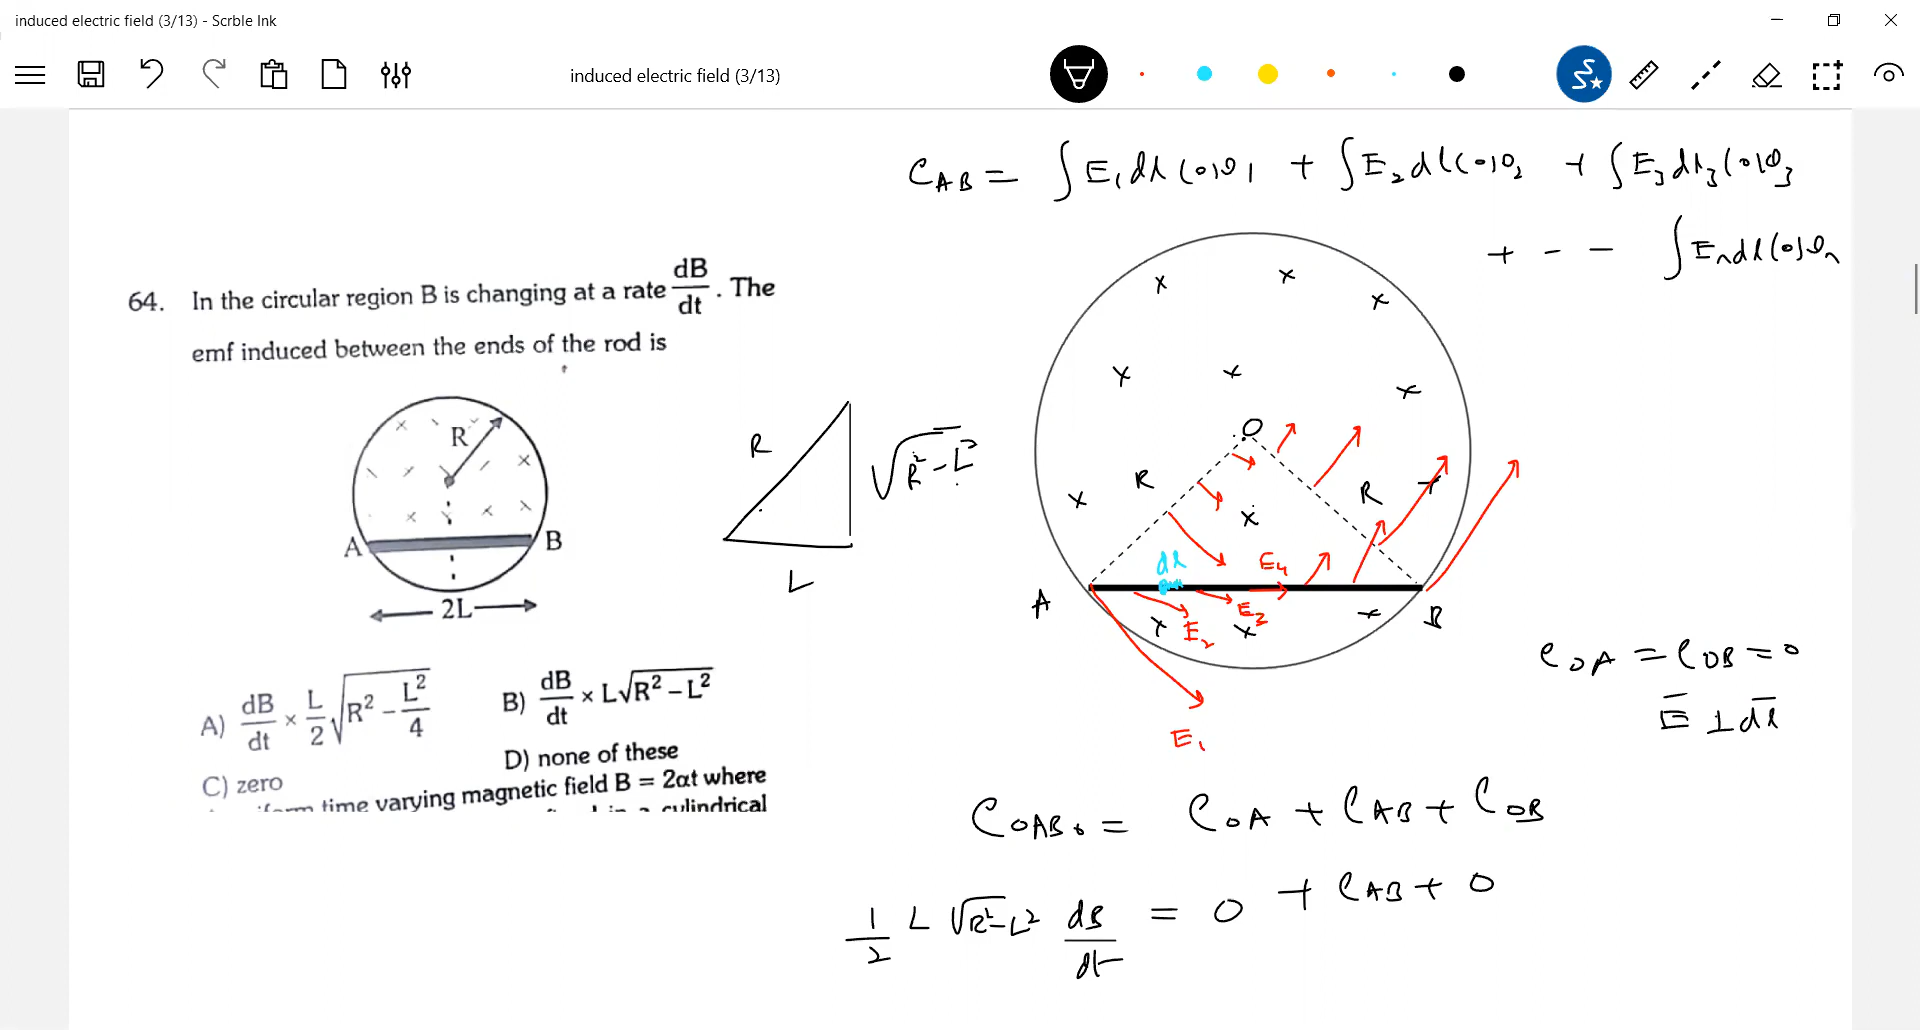 induced electric field (3/13) - Scrble Ink
induced electric field (3/13)
64. In the circular region B is changing at a rate dB/dt . The
emf induced between the ends of the rod is
R
A B
2L
A) dB/dt × L/2 √(R² − L²/4)
B) dB/dt × L√(R² − L²)
C) zero
D) none of these
time varying magnetic field B = 2αt where
cylindrical
R
√(R² − L²)
L
e_AB = ∫E₁dl cosθ₁ + ∫E₂dl cosθ₂ + ∫E₃dl₃ cosθ₃
+ - - ∫Eₙdl cosθₙ
O
R R
dl E₄
A E₂ E₃ B
E₁
e_OA = e_OB = 0
E ⊥ dl
e_OABo = e_OA + e_AB + e_OB
1/2 L √(R² − L²) dB/dt = 0 + e_AB + 0